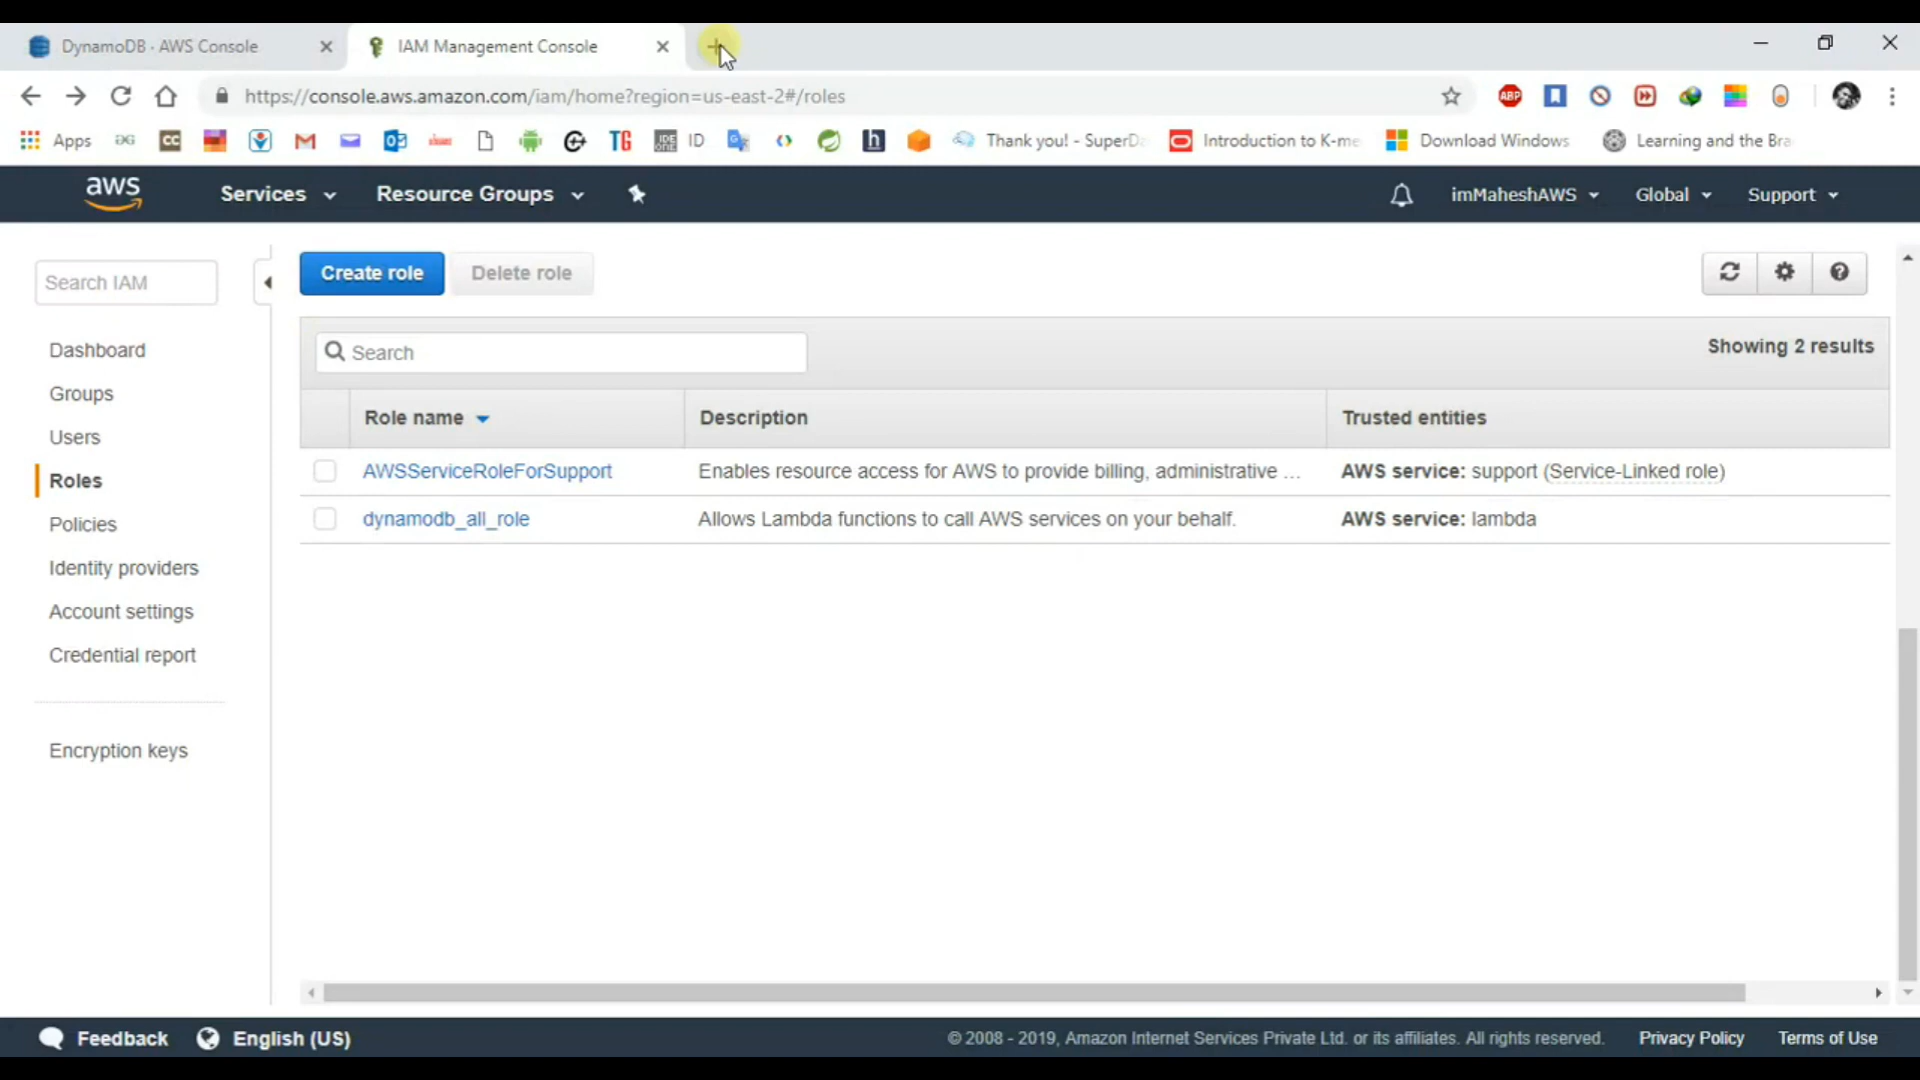 DynamoDB · AWS Console
IAM Management Console
https://console.aws.amazon.com/iam/home?region=us-east-2#/roles
ABP
Apps
CC
TG
IDE ONE
ID
h
Thank you! - SuperDa
Introduction to K-me
Download Windows
Learning and the Bra
aws
Services
Resource Groups
imMaheshAWS
Global
Support
Search IAM
Create role
Delete role
Dashboard
Groups
Users
Roles
Policies
Identity providers
Account settings
Credential report
Encryption keys
Search
Showing 2 results
Role name
Description
Trusted entities
AWSServiceRoleForSupport
Enables resource access for AWS to provide billing, administrative ...
AWS service: support (Service-Linked role)
dynamodb_all_role
Allows Lambda functions to call AWS services on your behalf.
AWS service: lambda
Feedback
English (US)
© 2008 - 2019, Amazon Internet Services Private Ltd. or its affiliates. All rights reserved.
Privacy Policy
Terms of Use